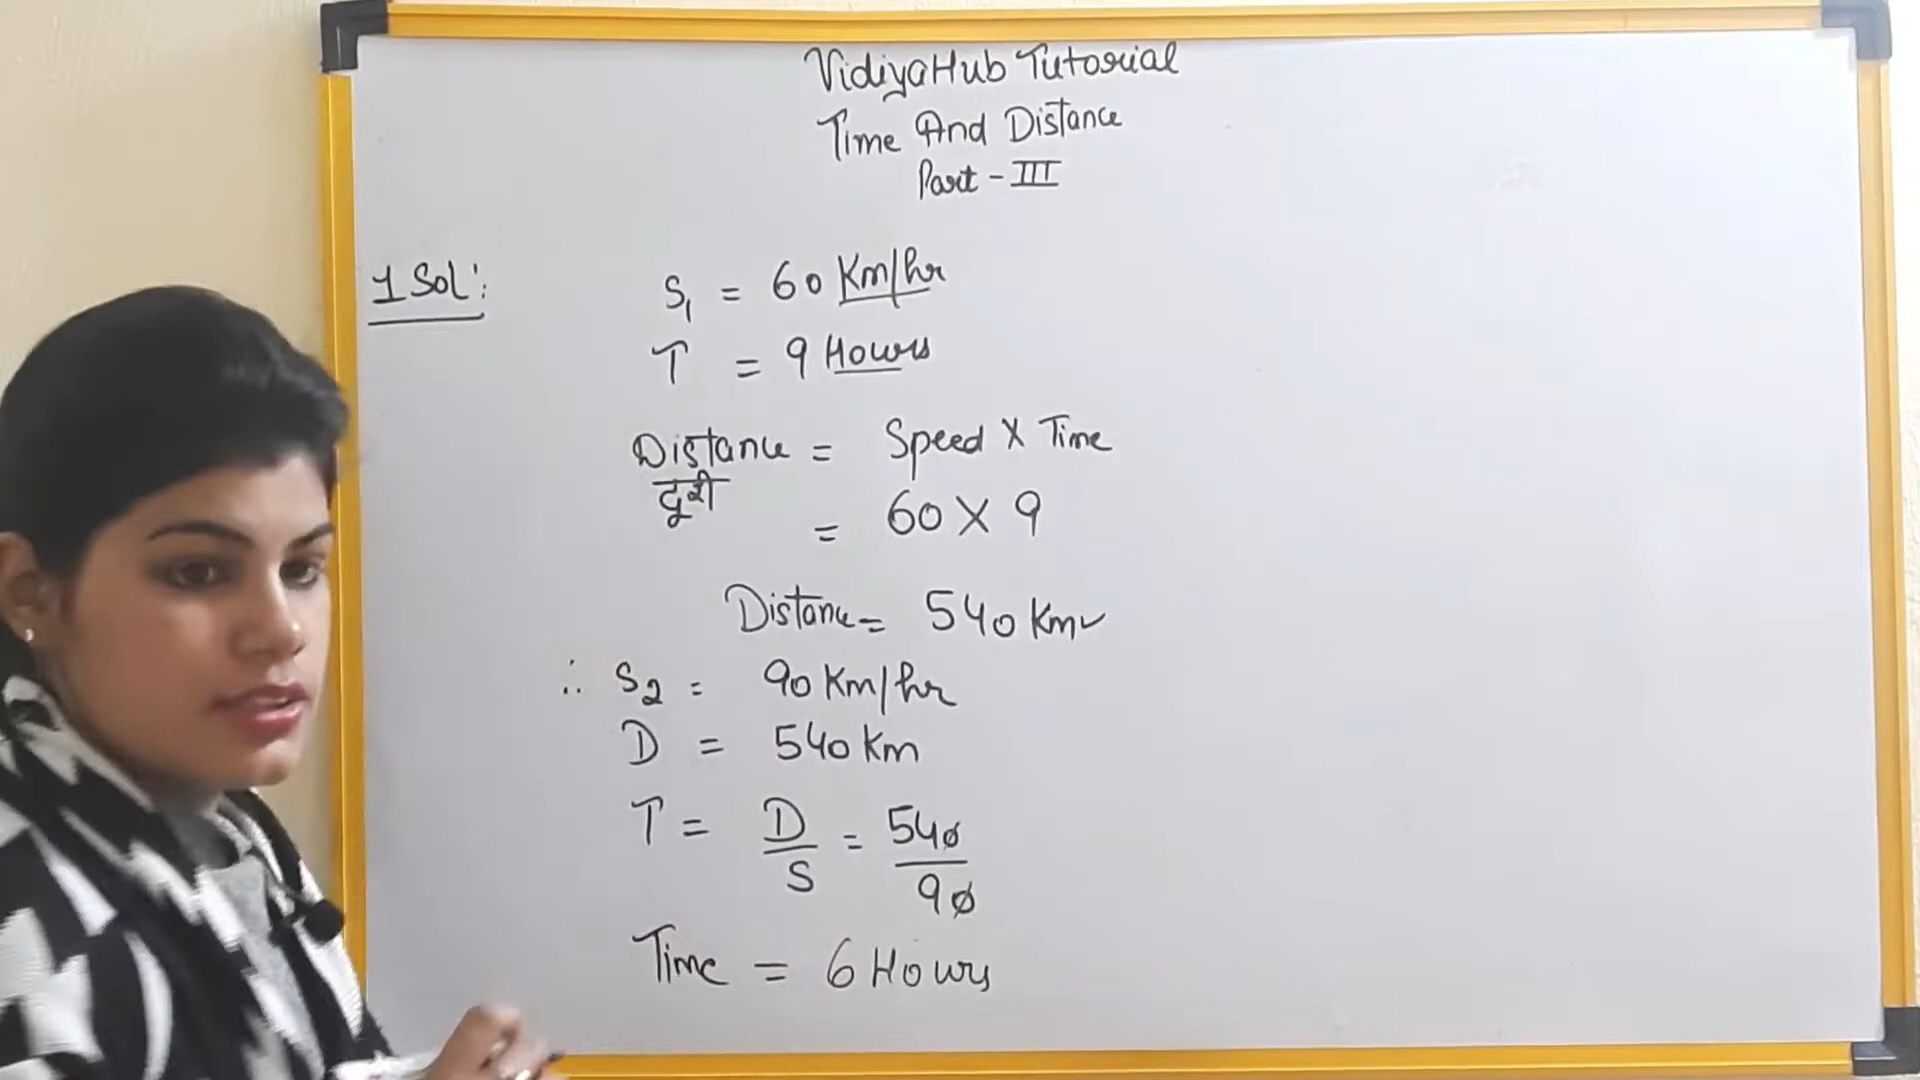 VidiyaHub Tutorial
Time And Distance
Part - III
1 Sol:
S₁ = 60 Km/hr
T = 9 Hours
Distance = Speed X Time
दूरी
= 60 X 9
Distance = 540 Km
∴ S₂ = 90 Km/hr
D = 540 Km
T = D/S = 540/90
Time = 6 Hours